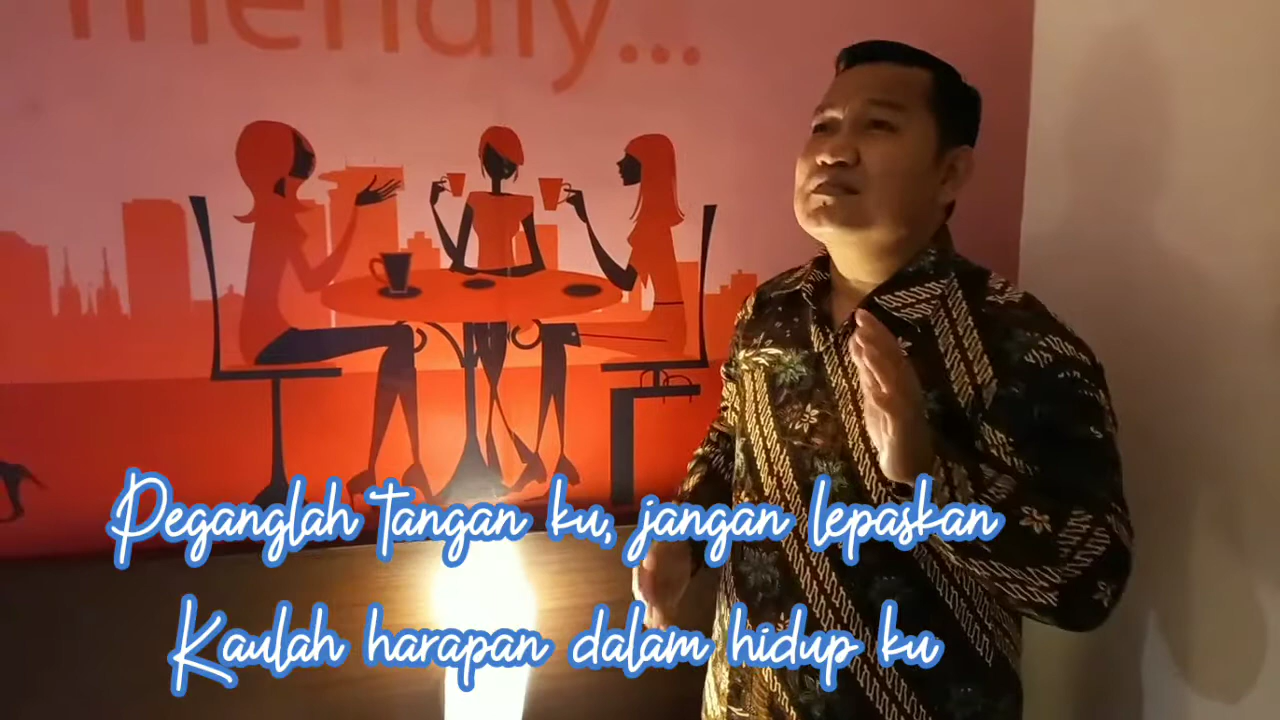 friendly...
Peganglah tangan ku, jangan lepaskan
Kaulah harapan dalam hidup ku